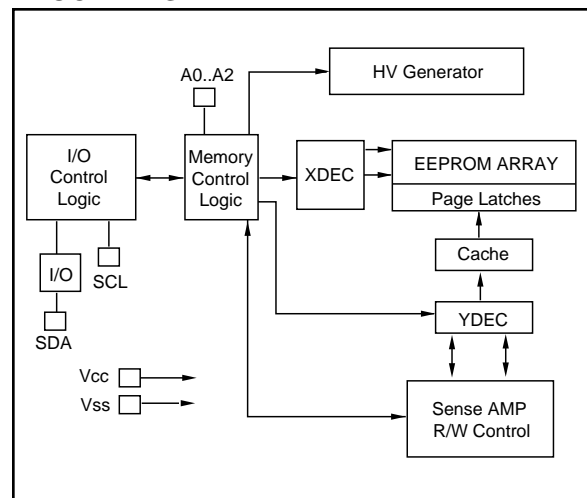 A0..A2
HV Generator
I/O
Control
Logic
Memory
Control
Logic
XDEC
EEPROM ARRAY
Page Latches
Cache
I/O
SCL
SDA
YDEC
Vcc
Vss
Sense AMP
R/W Control